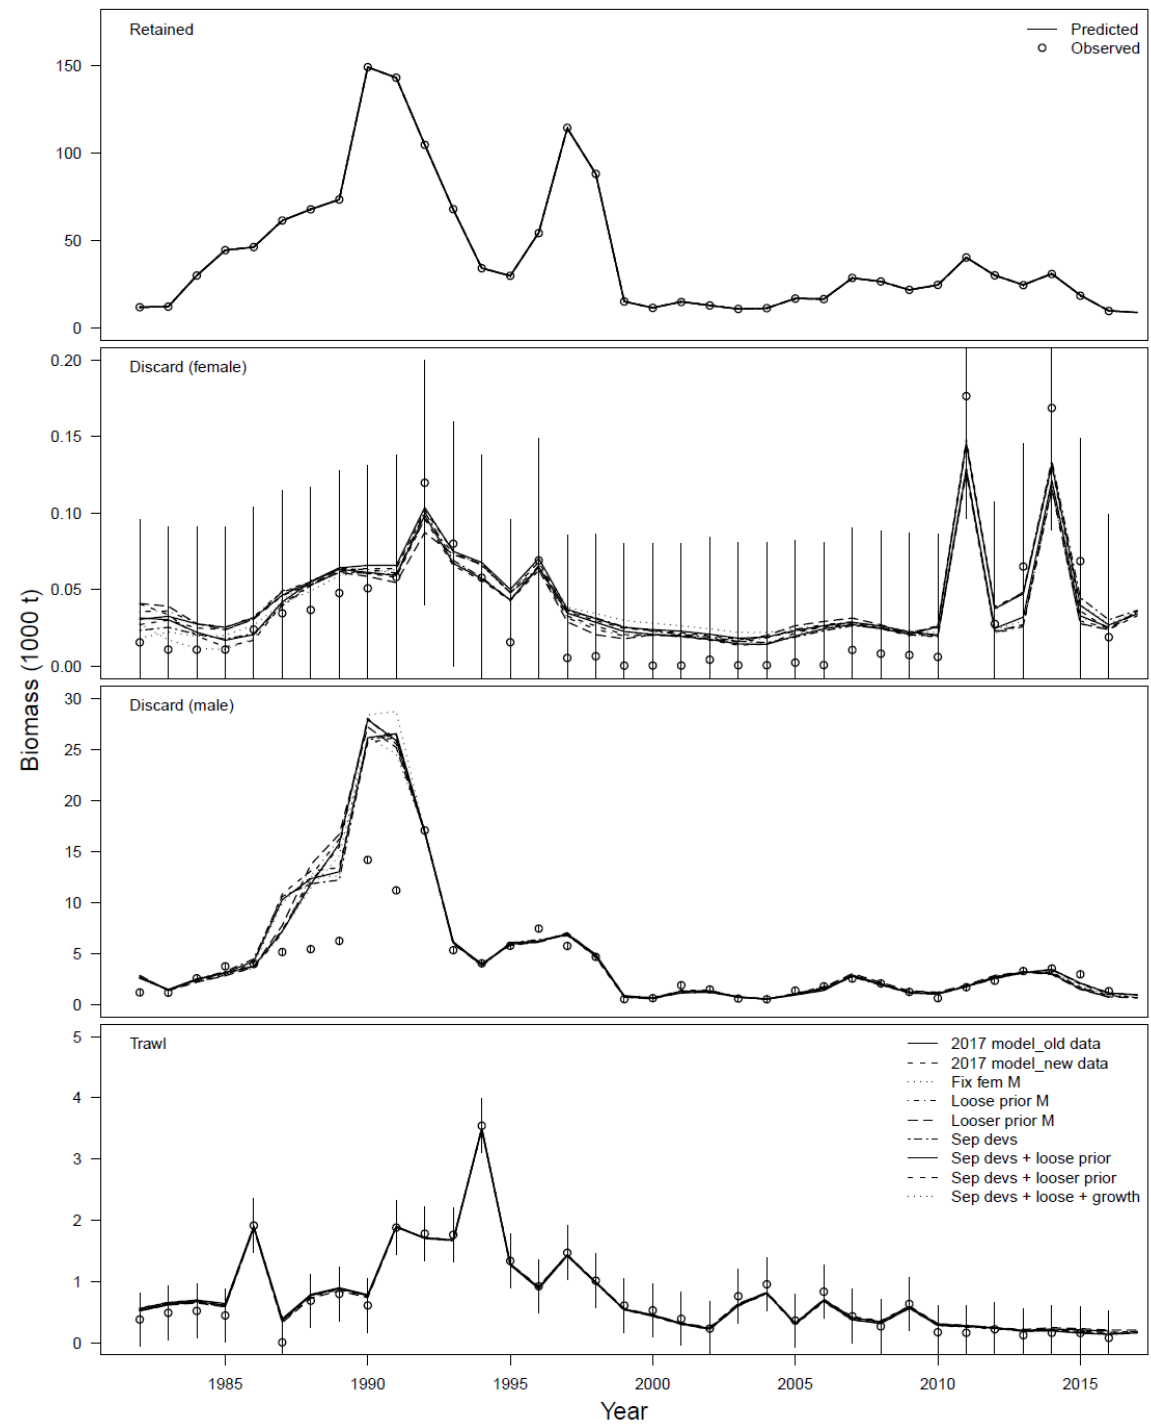 Retained
Predicted
Observed
150
100
50
0
Discard (female)
0.20
0.15
0.10
0.05
0.00
Discard (male)
30
25
20
15
10
5
0
Biomass (1000 t)
Trawl
5
4
3
2
1
0
2017 model_old data
2017 model_new data
Fix fem M
Loose prior M
Looser prior M
Sep devs
Sep devs + loose prior
Sep devs + looser prior
Sep devs + loose + growth
1985 1990 1995 2000 2005 2010 2015
Year